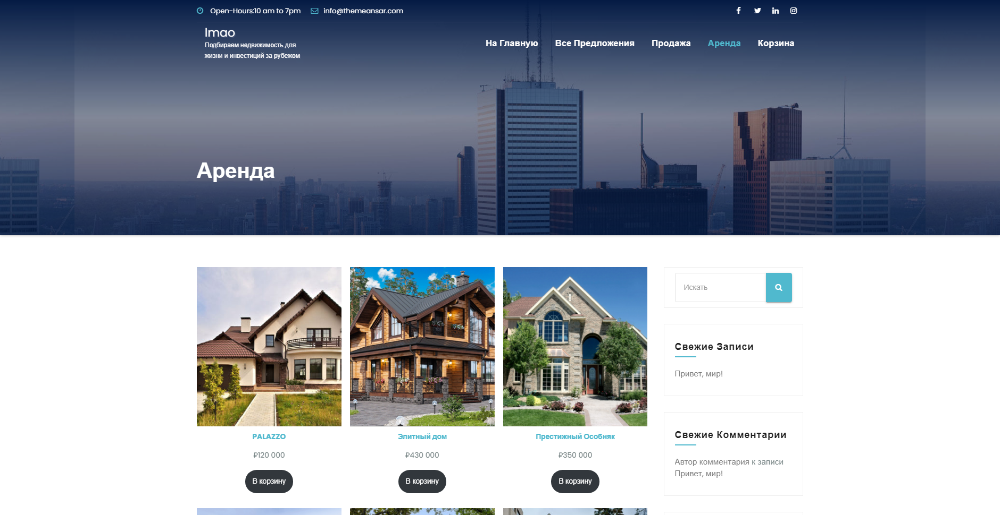 Open-Hours:10 am to 7pm info@themeansar.com
lmao
Подбираем недвижимость для
жизни и инвестиций за рубежом
На Главную Все Предложения Продажа Аренда Корзина
Аренда
PALAZZO
₽120 000
В корзину
Элитный дом
₽430 000
В корзину
Престижный Особняк
₽350 000
В корзину
Искать
Свежие Записи
Привет, мир!
Свежие Комментарии
Автор комментария к записи
Привет, мир!